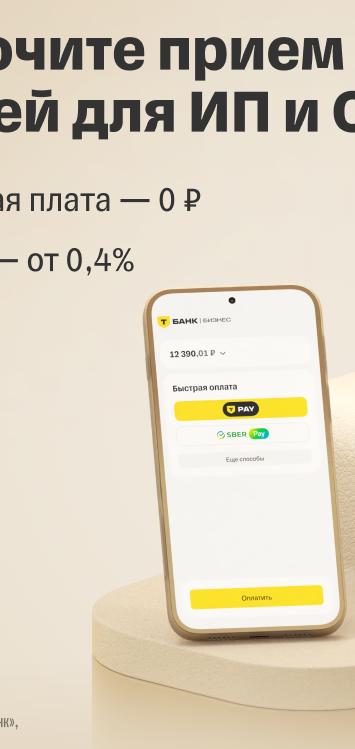 очите прием
ей для ИП и О
ая плата — 0 ₽
— от 0,4%
Т БАНК | БИЗНЕС
12 390,01 ₽
Быстрая оплата
Т PAY
SBER Pay
Еще способы
Оплатить
нк»,